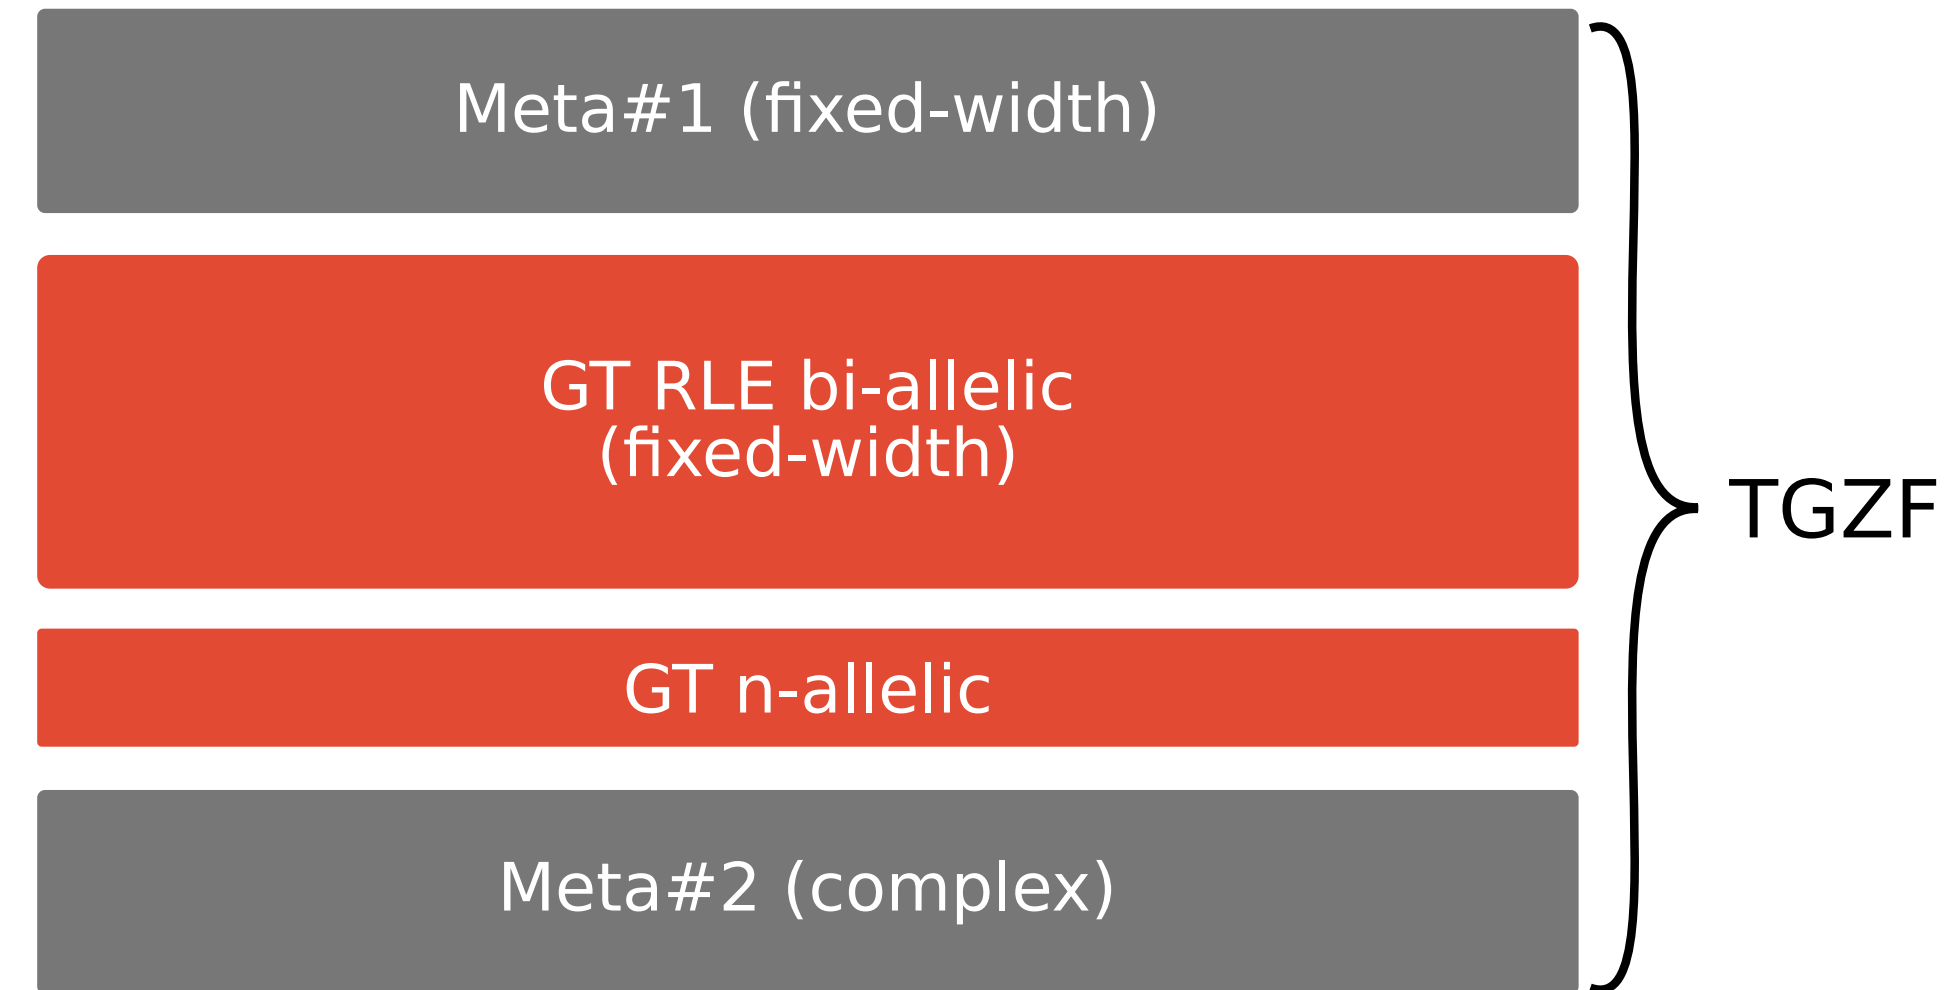 Meta#1 (fixed-width)
GT RLE bi-allelic
(fixed-width)
TGZF
GT n-allelic
Meta#2 (complex)